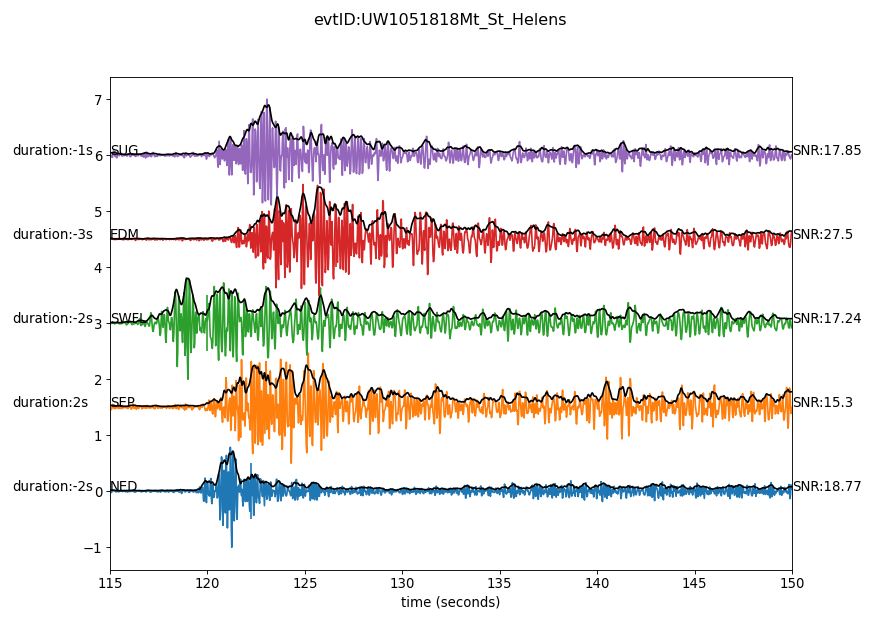 evtID:UW1051818Mt_St_Helens
7
duration:-1s SUG 6 SNR:17.85
5
duration:-3s EDM SNR:27.5
4
duration:-2s SWFL 3 SNR:17.24
2
duration:2s SEP SNR:15.3
1
duration:-2s NED 0 SNR:18.77
−1
115 120 125 130 135 140 145 150
time (seconds)